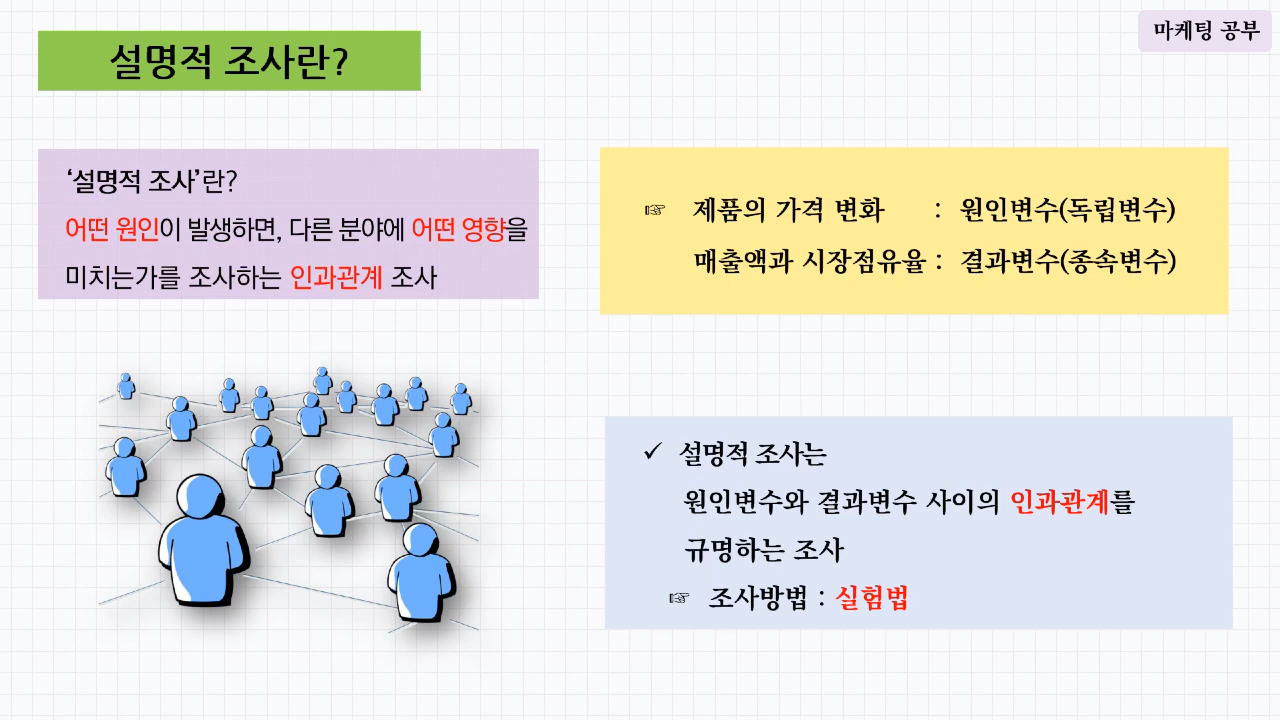 마케팅 공부
설명적 조사란?
‘설명적 조사’란?
어떤 원인이 발생하면, 다른 분야에 어떤 영향을
미치는가를 조사하는 인과관계 조사
☞ 제품의 가격 변화 : 원인변수(독립변수)
매출액과 시장점유율 : 결과변수(종속변수)
✓ 설명적 조사는
원인변수와 결과변수 사이의 인과관계를
규명하는 조사
☞ 조사방법 : 실험법